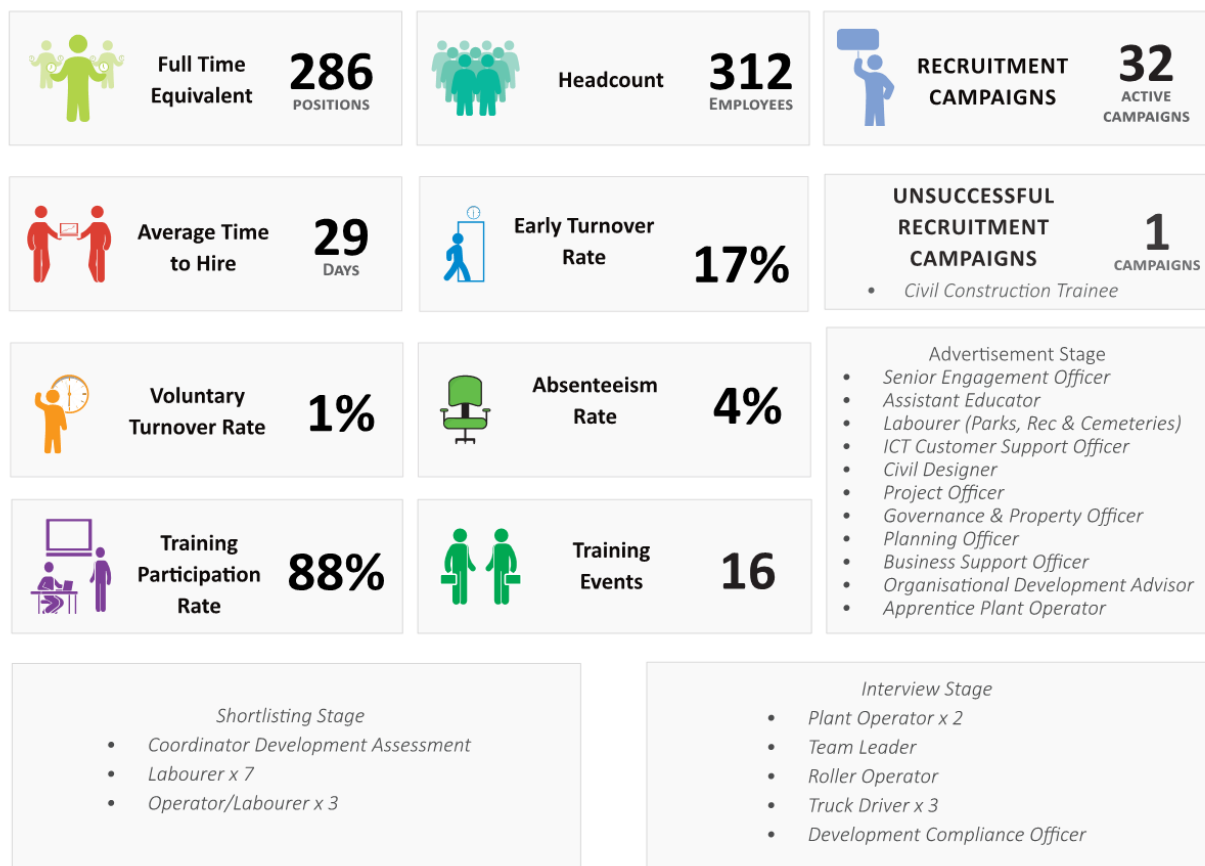 Full Time
Equivalent
286
POSITIONS
Headcount
312
EMPLOYEES
RECRUITMENT
CAMPAIGNS
32
ACTIVE
CAMPAIGNS
Average Time
to Hire
29
DAYS
Early Turnover
Rate
17%
UNSUCCESSFUL
RECRUITMENT
CAMPAIGNS
1
CAMPAIGNS
• Civil Construction Trainee
Voluntary
Turnover Rate
1%
Absenteeism
Rate
4%
Advertisement Stage
• Senior Engagement Officer
• Assistant Educator
• Labourer (Parks, Rec & Cemeteries)
• ICT Customer Support Officer
• Civil Designer
• Project Officer
• Governance & Property Officer
• Planning Officer
• Business Support Officer
• Organisational Development Advisor
• Apprentice Plant Operator
Training
Participation
Rate
88%
Training
Events
16
Shortlisting Stage
• Coordinator Development Assessment
• Labourer x 7
• Operator/Labourer x 3
Interview Stage
• Plant Operator x 2
• Team Leader
• Roller Operator
• Truck Driver x 3
• Development Compliance Officer